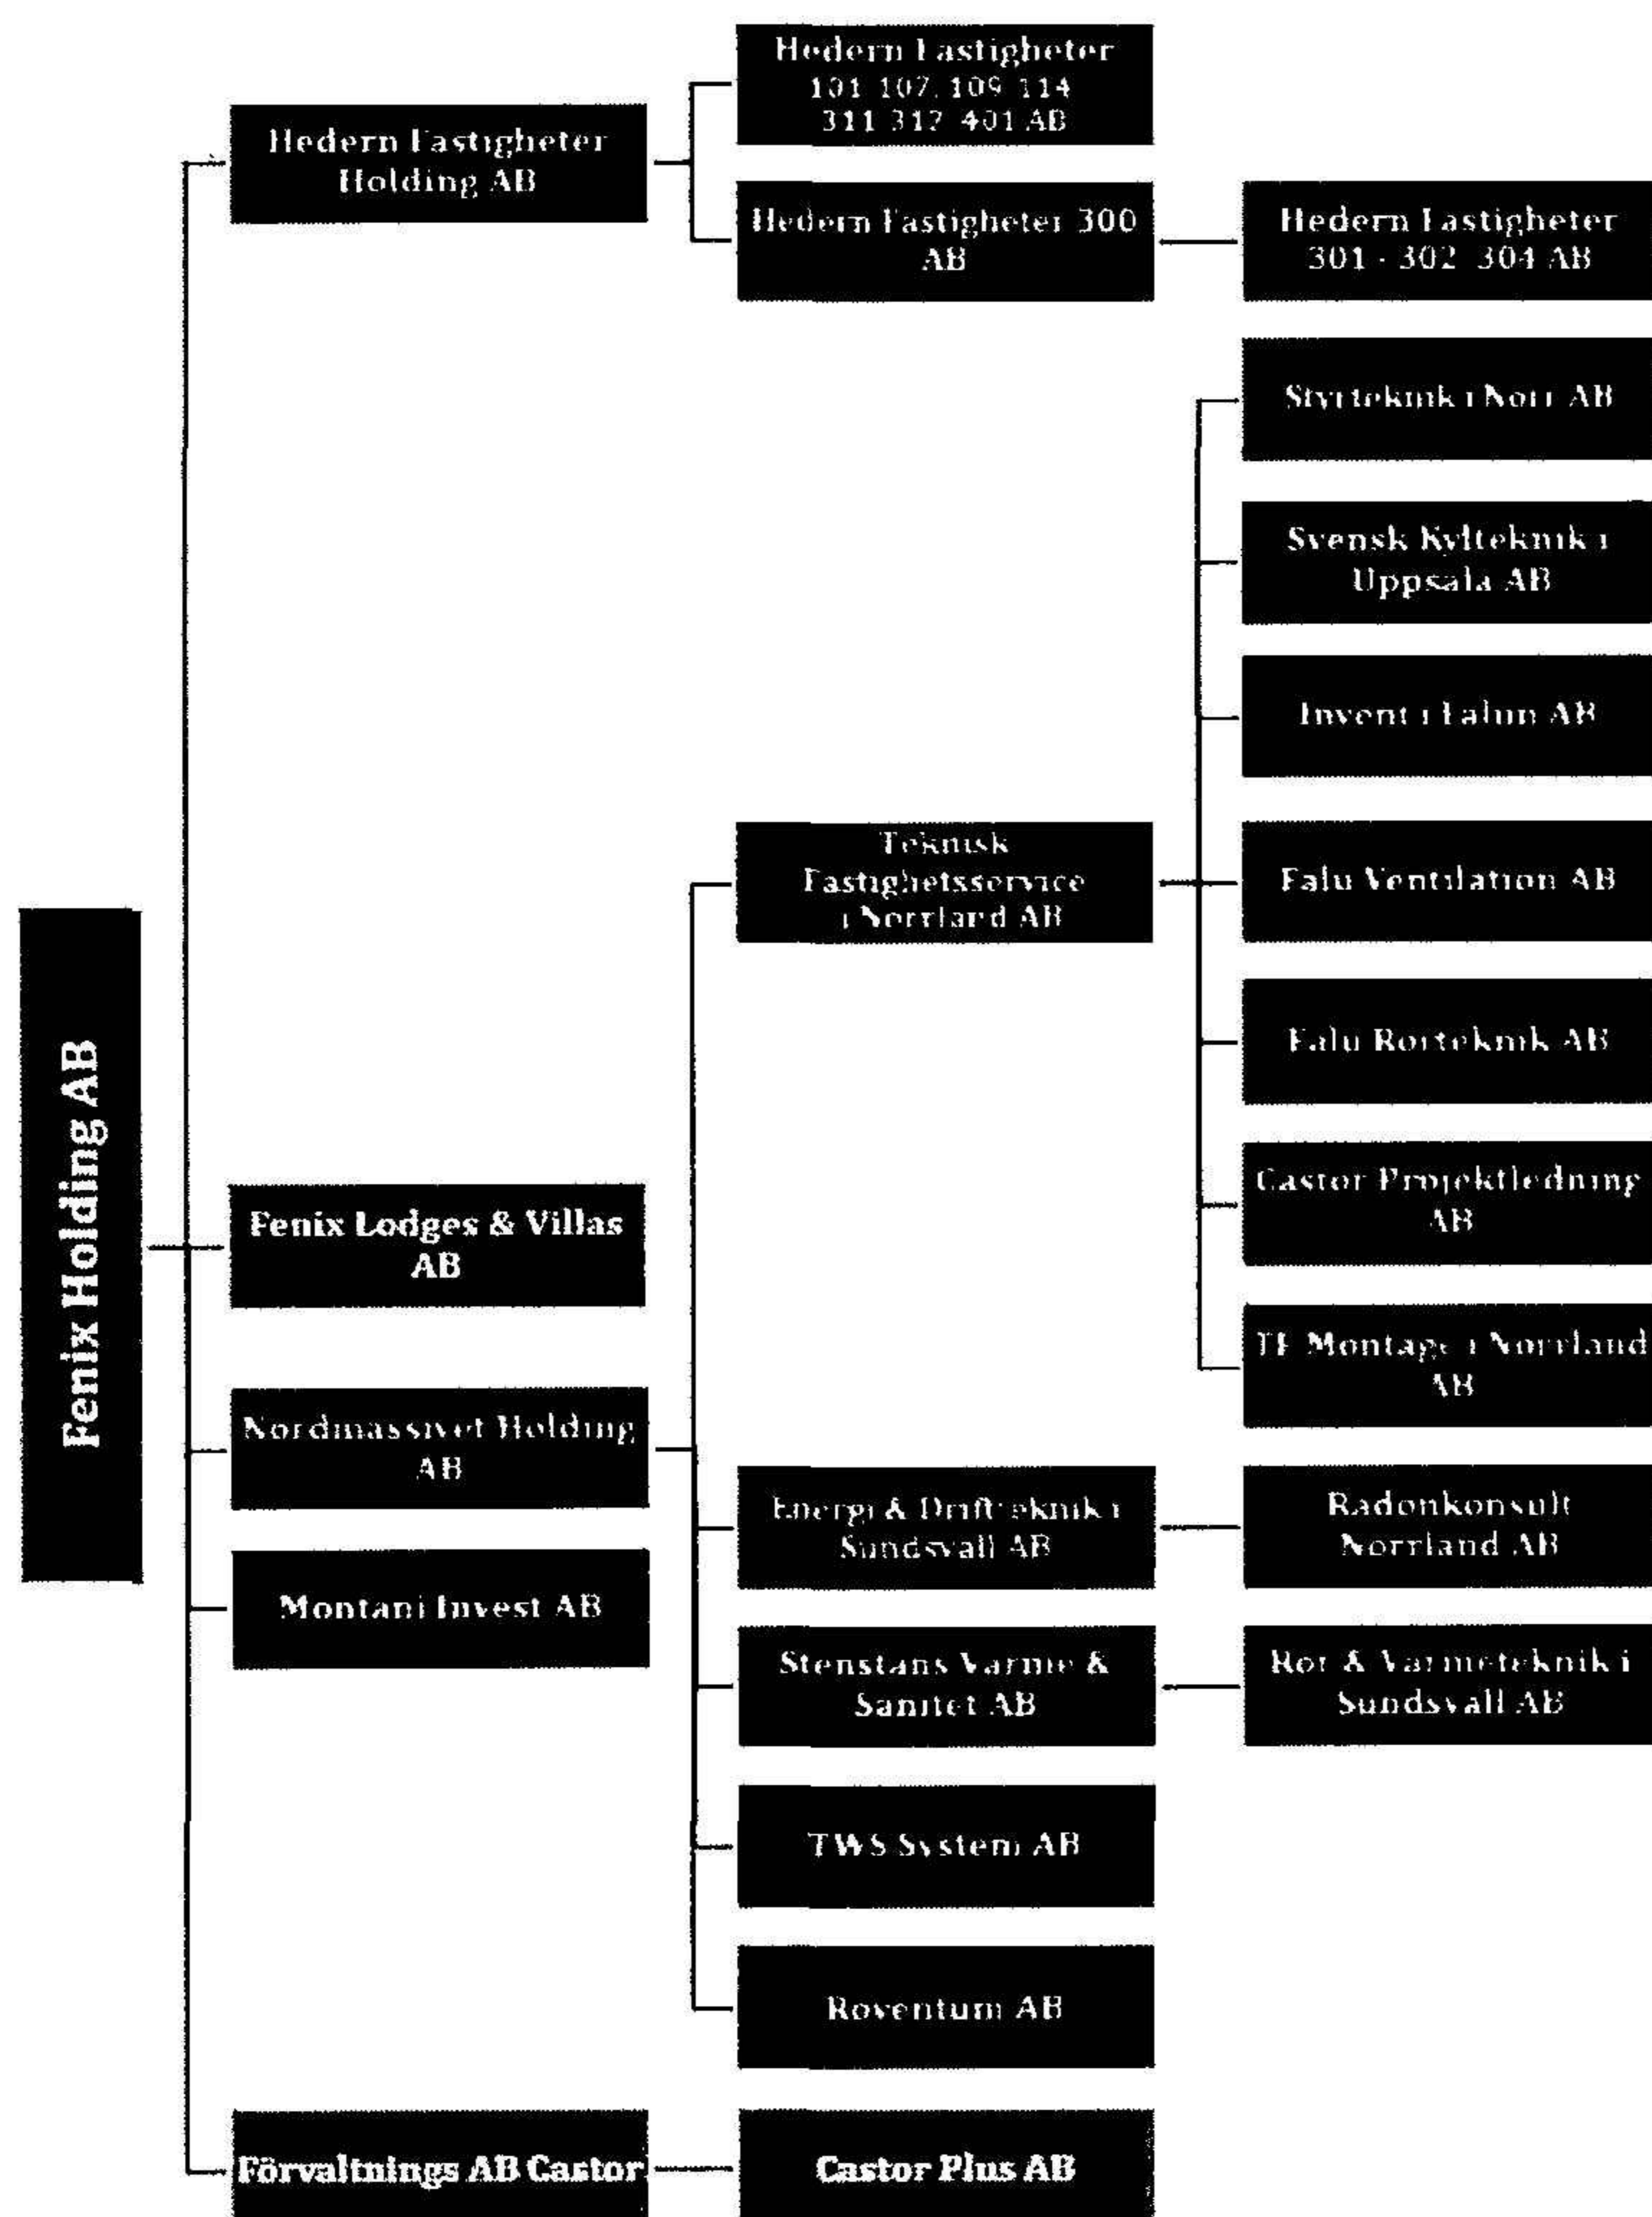 Fenix Holding AB
Hedern Fastigheter
Holding AB
Hedern Fastigheter
101-107, 109-114
311-312 401 AB
Hedern Fastigheter 300
AB
Hedern Fastigheter
301 - 302 304 AB
Fenix Lodges & Villas
AB
Nordmassivet Holding
AB
Teknisk
Fastighetsservice
i Norrland AB
Styrteknik i Norr AB
Svensk Kylteknik i
Uppsala AB
Invent i Falun AB
Falu Ventilation AB
Falu Rörteknik AB
Castor Projektledning
AB
TF Montage i Norrland
AB
Energi & Driftteknik i
Sundsvall AB
Radonkonsult
Norrland AB
Stenstans Värme &
Sanitet AB
Rör & Värmeteknik i
Sundsvall AB
TWS System AB
Roventum AB
Montani Invest AB
Förvaltnings AB Castor
Castor Plus AB